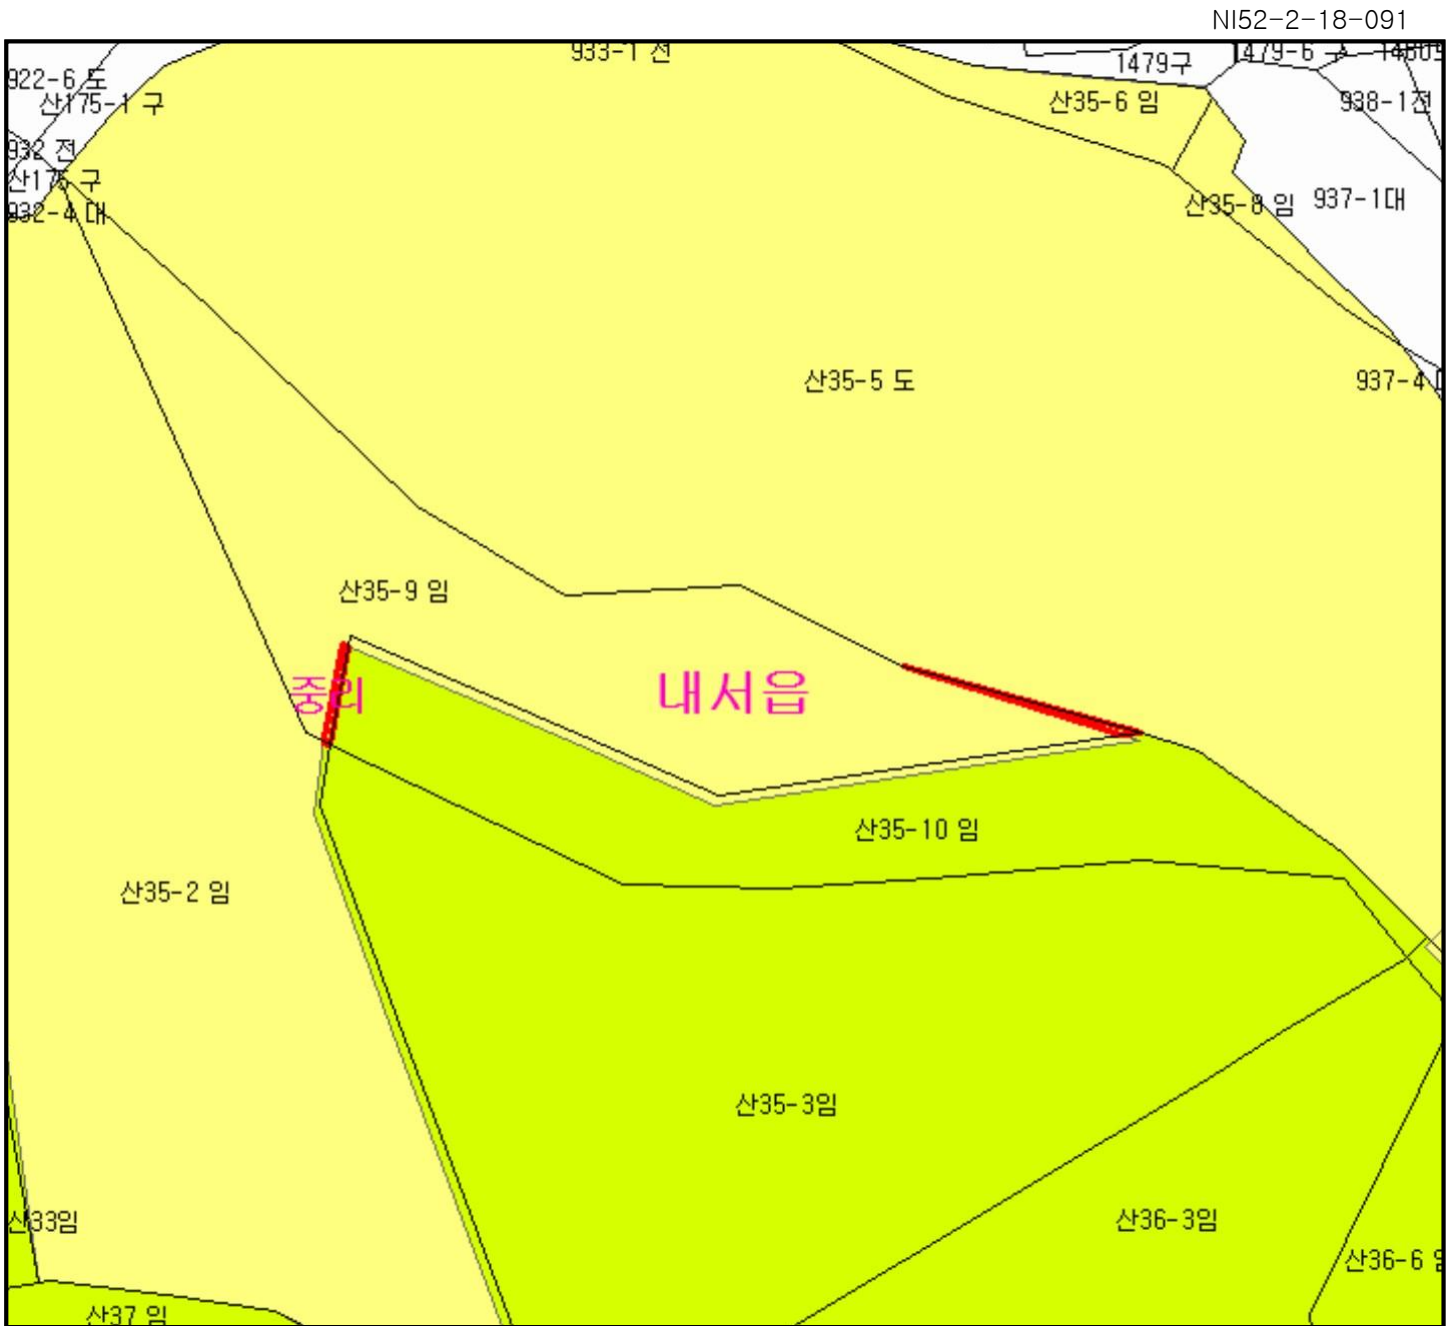 NI52-2-18-091
933-1 전
1479구
1479-6 구
922-6 도
산175-1 구
산35-6 임
938-1전
932 전
산175 구
932-4 대
산35-8 임
937-1대
산35-5 도
937-4
산35-9 임
중리
내서읍
산35-10 임
산35-2 임
산35-3임
산33임
산36-3임
산36-6 임
산37 임